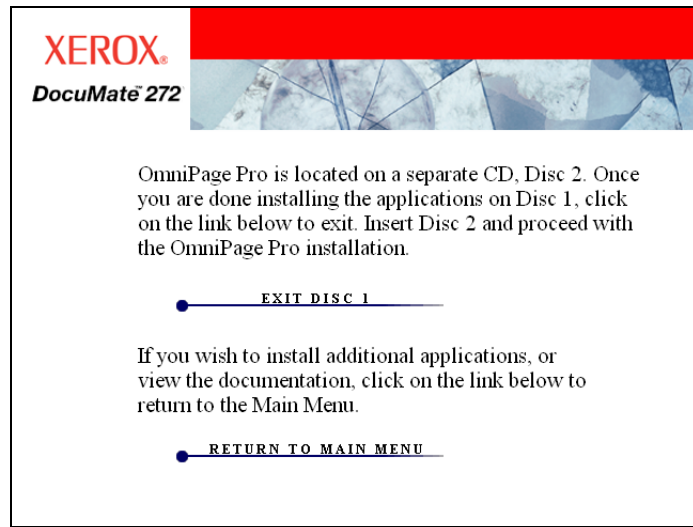 XEROX®
DocuMate™ 272
OmniPage Pro is located on a separate CD, Disc 2. Once
you are done installing the applications on Disc 1, click
on the link below to exit. Insert Disc 2 and proceed with
the OmniPage Pro installation.
EXIT DISC 1
If you wish to install additional applications, or
view the documentation, click on the link below to
return to the Main Menu.
RETURN TO MAIN MENU